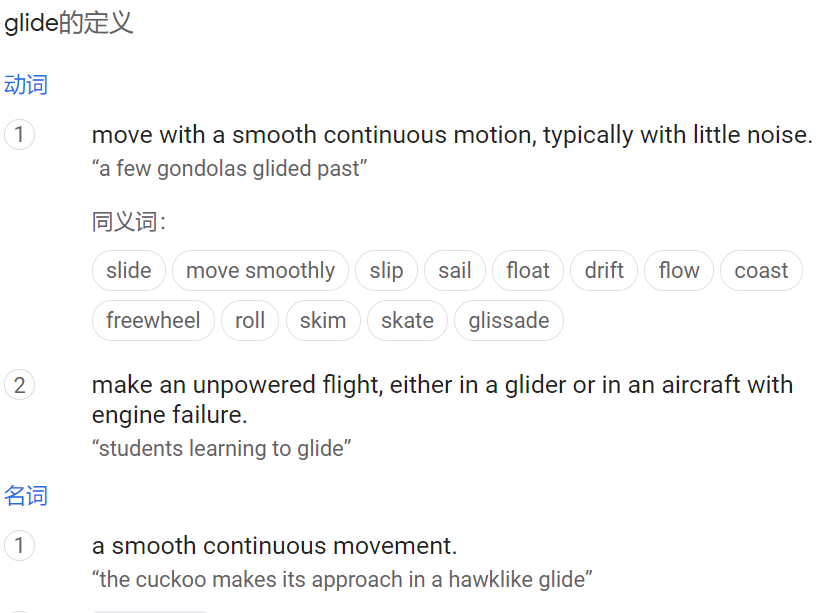 glide的定义
动词
1 move with a smooth continuous motion, typically with little noise.
“a few gondolas glided past”
同义词：
slide move smoothly slip sail float drift flow coast
freewheel roll skim skate glissade
2 make an unpowered flight, either in a glider or in an aircraft with
engine failure.
“students learning to glide”
名词
1 a smooth continuous movement.
“the cuckoo makes its approach in a hawklike glide”